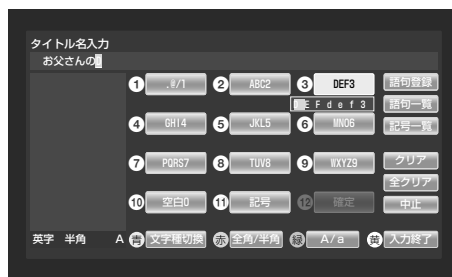 タイトル名入力
お父さんの
① .@/1 ② ABC2 ③ DEF3 語句登録
DEFdef3 語句一覧
④ GHI4 ⑤ JKL5 ⑥ MNO6 記号一覧
⑦ PQRS7 ⑧ TUV8 ⑨ WXYZ9 クリア
全クリア
⑩ 空白0 ⑪ 記号 ⑫ 確定 中止
英字 半角 A 青 文字種切換 赤 全角/半角 緑 A/a 黄 入力終了